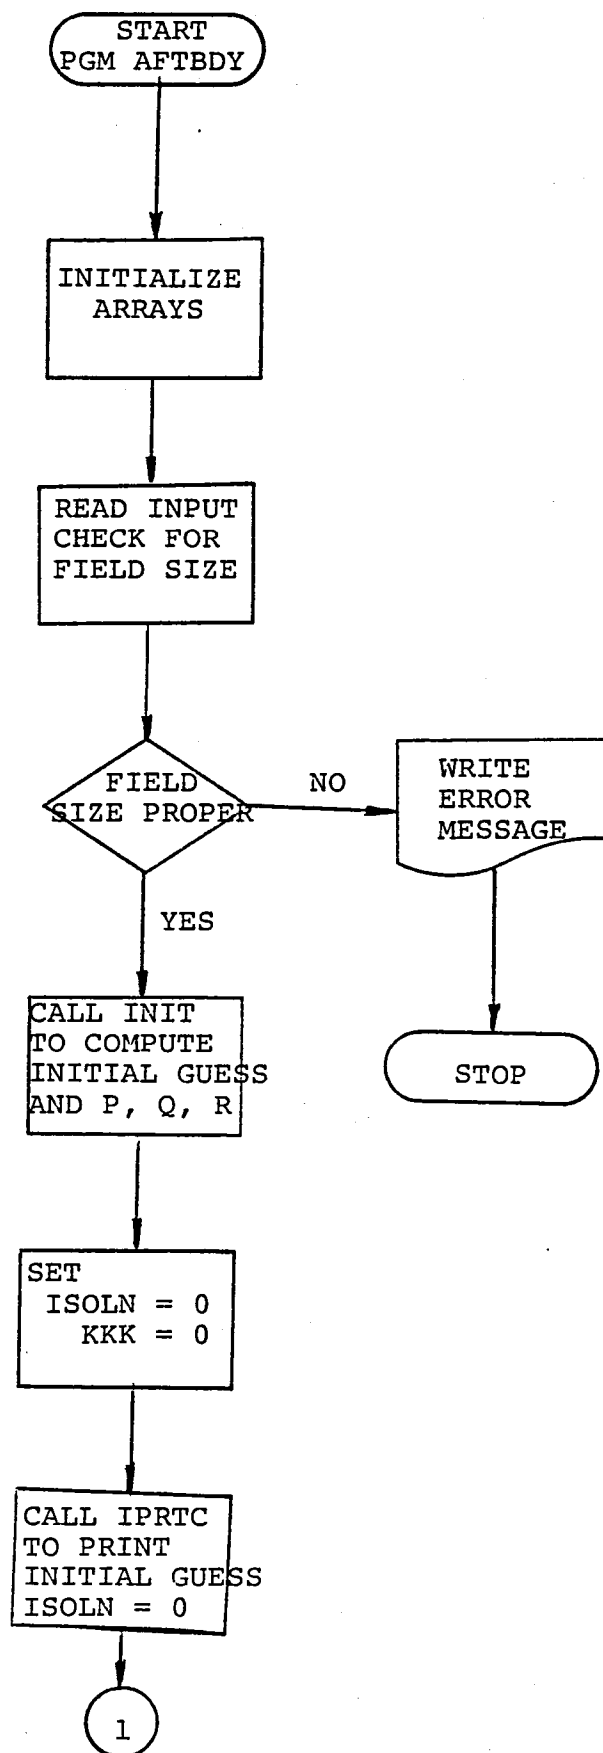 START
PGM AFTBDY
INITIALIZE
ARRAYS
READ INPUT
CHECK FOR
FIELD SIZE
FIELD
SIZE PROPER
NO
WRITE
ERROR
MESSAGE
YES
CALL INIT
TO COMPUTE
INITIAL GUESS
AND P, Q, R
STOP
SET
ISOLN = 0
KKK = 0
CALL IPRTC
TO PRINT
INITIAL GUESS
ISOLN = 0
1